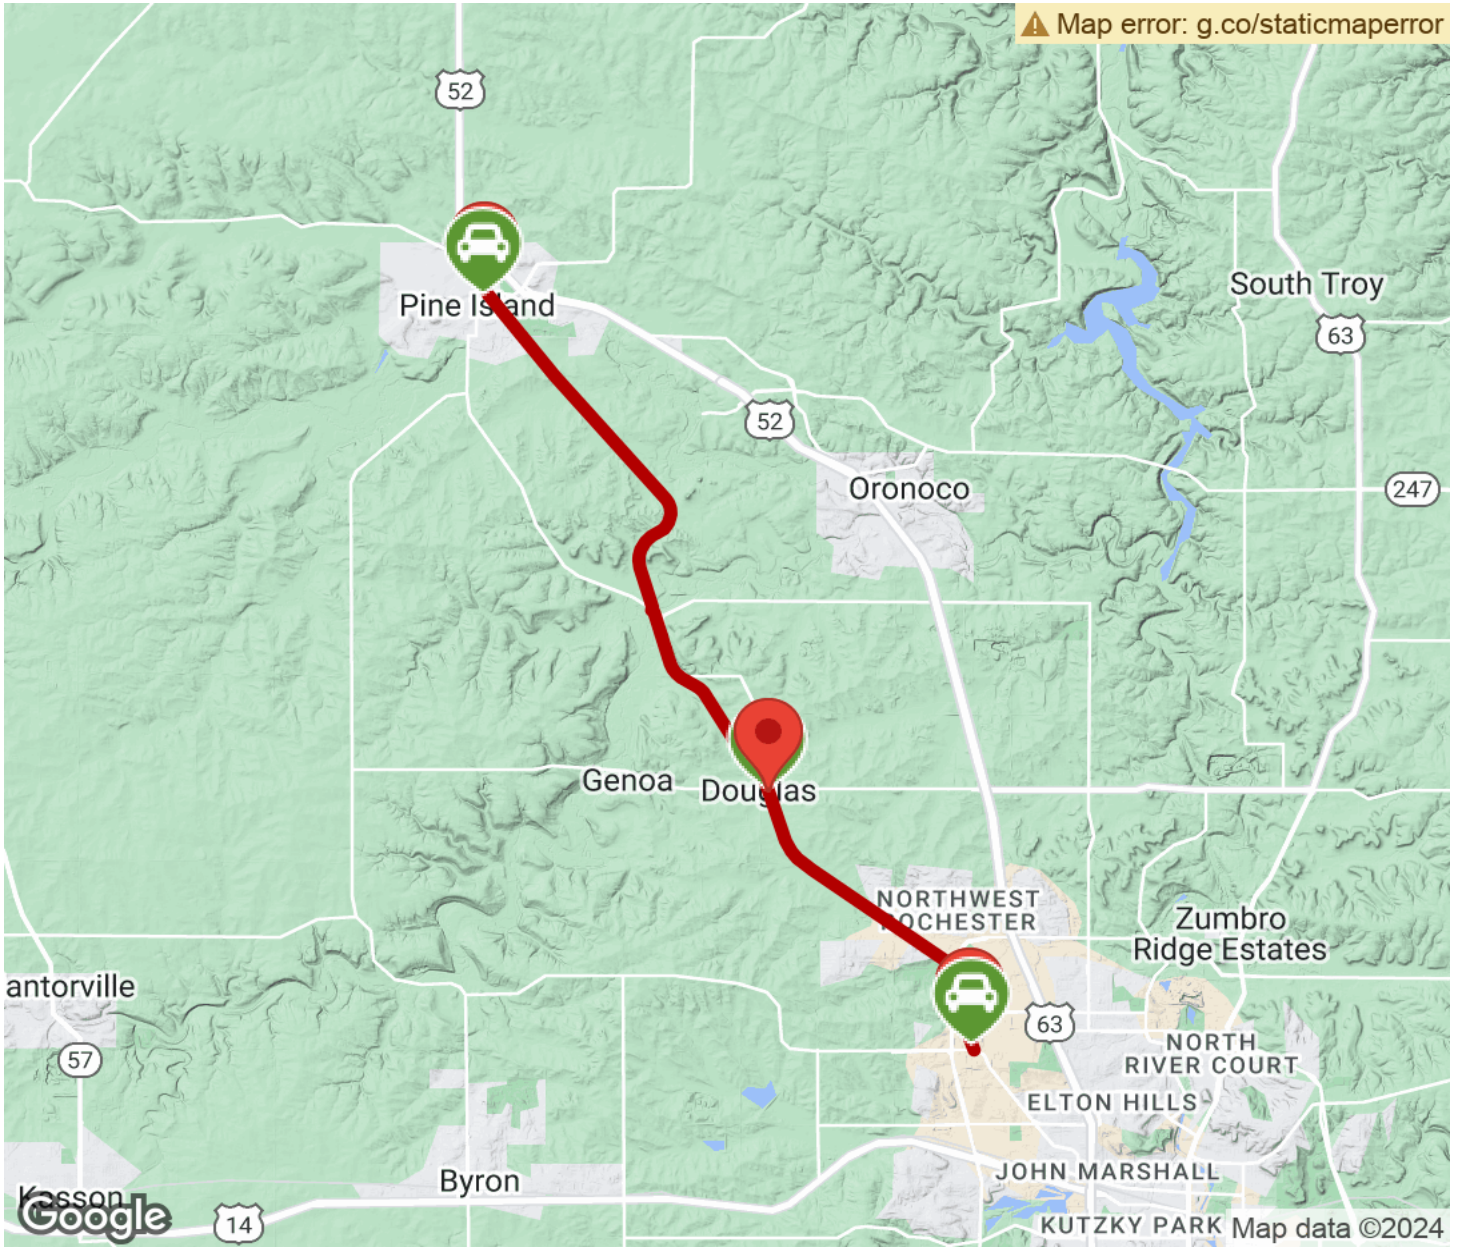 Map error: g.co/staticmaperror
52
Pine Island
South Troy
63
52
Oronoco
247
Genoa
Douglas
NORTHWEST
ROCHESTER
Zumbro
Ridge Estates
antorville
63
57
NORTH
RIVER COURT
ELTON HILLS
JOHN MARSHALL
Byron
Kasson
Google
14
KUTZKY PARK
Map data ©2024